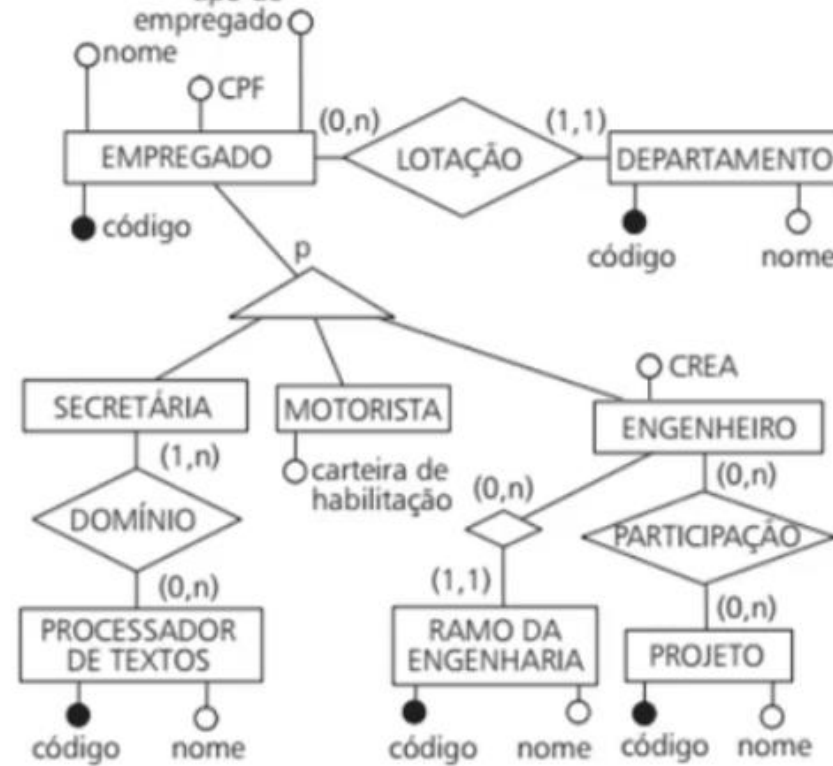 empregado
nome
CPF
(0,n)
(1,1)
EMPREGADO
LOTAÇÃO
DEPARTAMENTO
código
código
nome
p
CREA
SECRETÁRIA
MOTORISTA
ENGENHEIRO
(1,n)
carteira de
habilitação
(0,n)
(0,n)
DOMÍNIO
PARTICIPAÇÃO
(0,n)
(1,1)
(0,n)
PROCESSADOR
DE TEXTOS
RAMO DA
ENGENHARIA
PROJETO
código
nome
código
nome
código
nome